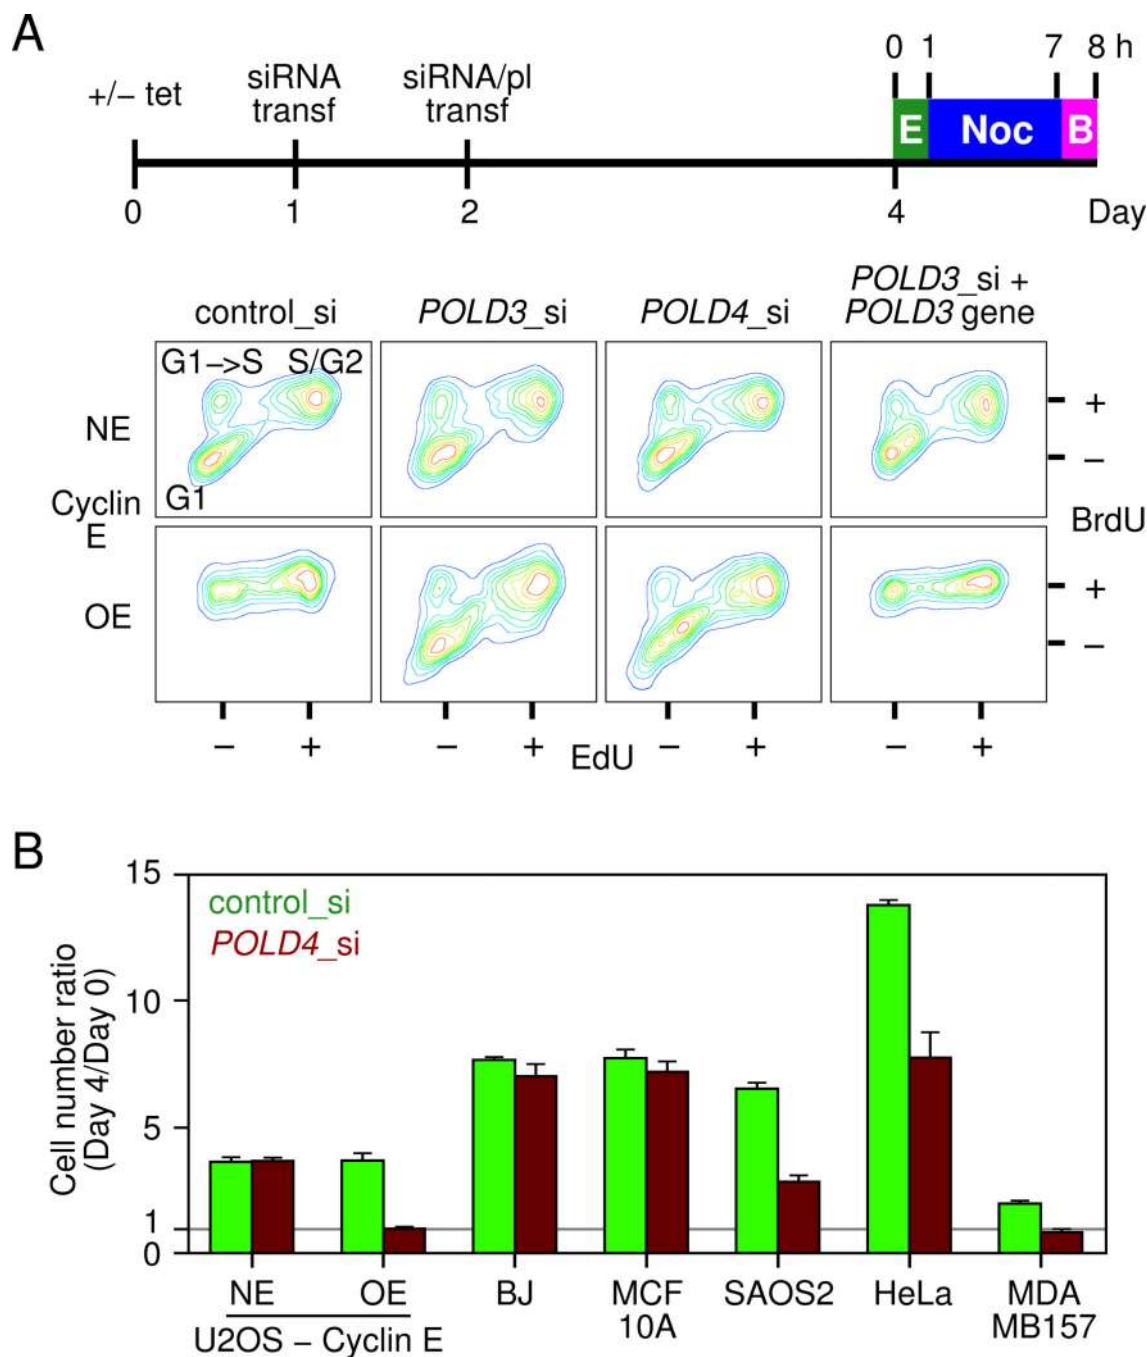 A
0 1 7 8 h
+/− tet
siRNA
transf
siRNA/pl
transf
E Noc B
0 1 2 4 Day
control_si
POLD3_si
POLD4_si
POLD3_si +
POLD3 gene
G1−>S S/G2
G1
NE
Cyclin
E
OE
+
−
BrdU
+
−
− + − + − + − +
EdU
B
control_si
POLD4_si
Cell number ratio
(Day 4/Day 0)
15
10
5
1
0
NE OE BJ MCF
10A
SAOS2 HeLa MDA
MB157
U2OS − Cyclin E